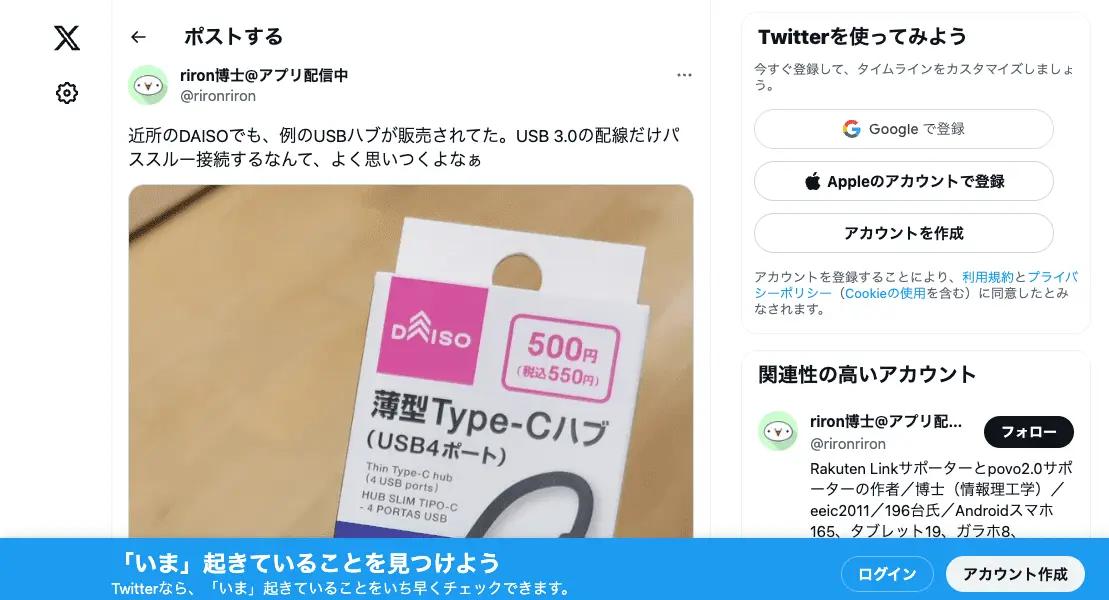 ポストする
riron博士@アプリ配信中
@rironriron
近所のDAISOでも、例のUSBハブが販売されてた。USB 3.0の配線だけパ
ススルー接続するなんて、よく思いつくよなぁ
DAISO
500円
(税込550円)
薄型Type-Cハブ
(USB4ポート)
Thin Type-C hub
(4 USB ports)
HUB SLIM TIPO-C
- 4 PORTAS USB
Twitterを使ってみよう
今すぐ登録して、タイムラインをカスタマイズしましょ
う。
Google で登録
Appleのアカウントで登録
アカウントを作成
アカウントを登録することにより、利用規約とプライバ
シーポリシー（Cookieの使用を含む）に同意したとみ
なされます。
関連性の高いアカウント
riron博士@アプリ配...
@rironriron
フォロー
Rakuten Linkサポーターとpovo2.0サポ
ーターの作者／博士（情報理工学）／
eeic2011／196台氏／Androidスマホ
165、タブレット19、ガラホ8、
「いま」起きていることを見つけよう
Twitterなら、「いま」起きていることをいち早くチェックできます。
ログイン
アカウント作成